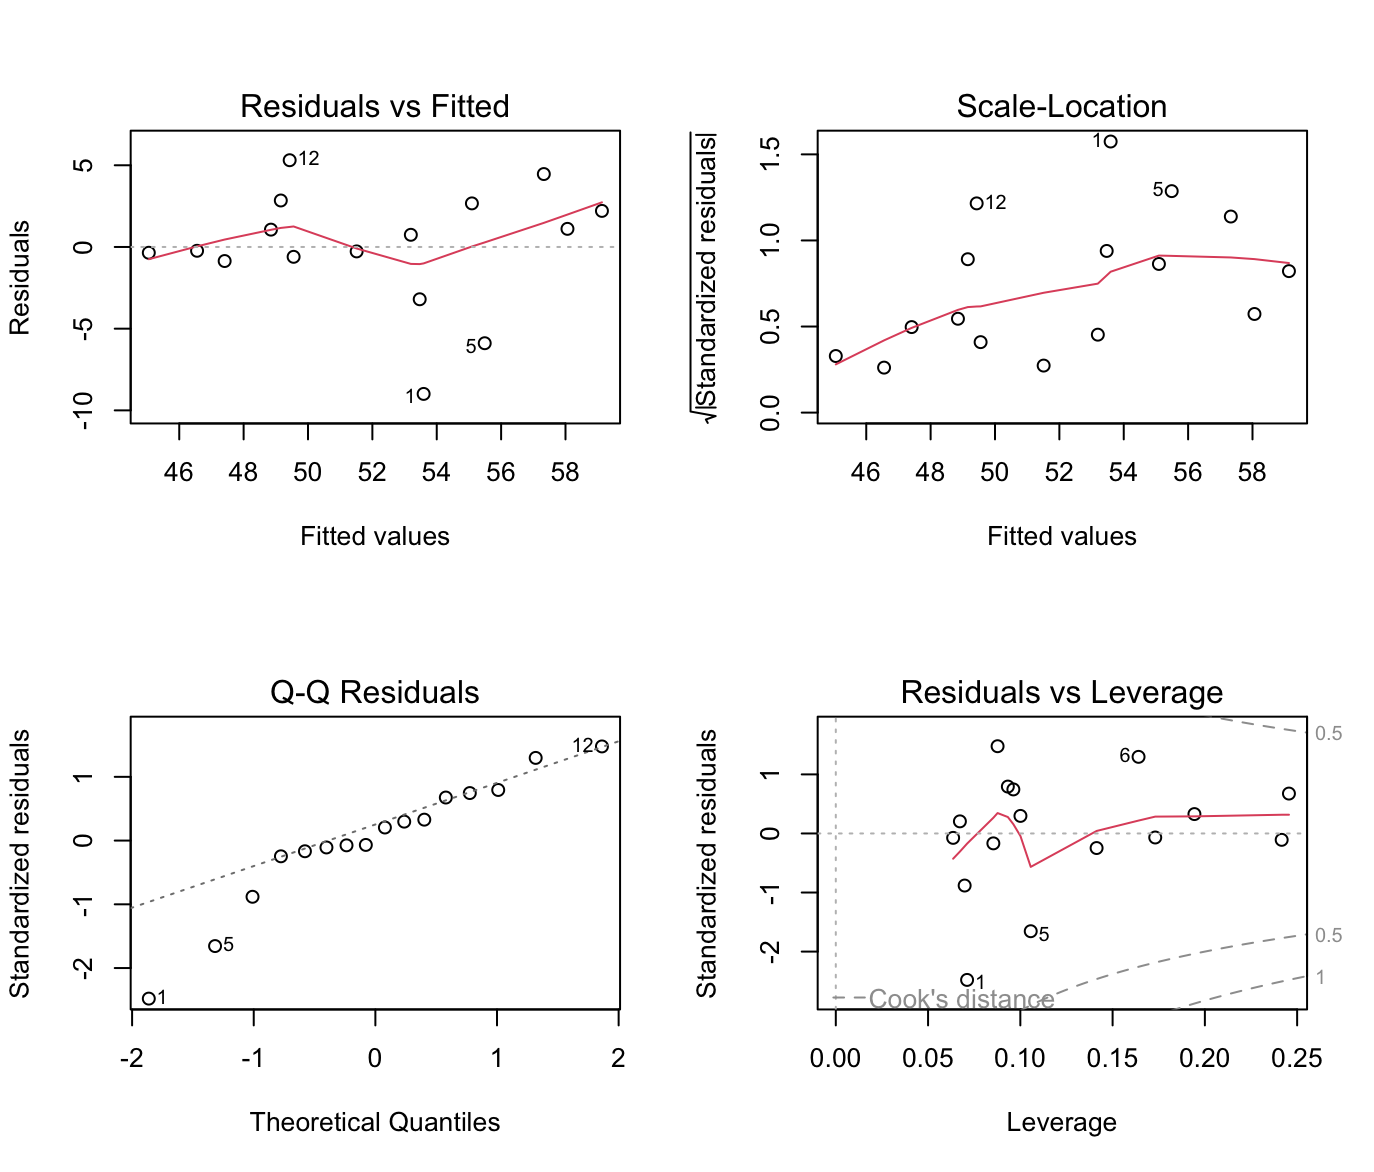 Residuals vs Fitted
Residuals
5
0
-5
-10
12
5
1
46 48 50 52 54 56 58
Fitted values
Scale-Location
√|Standardized residuals|
1.5
1.0
0.5
0.0
1
5
12
46 48 50 52 54 56 58
Fitted values
Q-Q Residuals
Standardized residuals
1
0
-1
-2
12
5
1
-2 -1 0 1 2
Theoretical Quantiles
Residuals vs Leverage
Standardized residuals
1
0
-1
-2
0.5
6
5
0.5
1
1
Cook's distance
0.00 0.05 0.10 0.15 0.20 0.25
Leverage